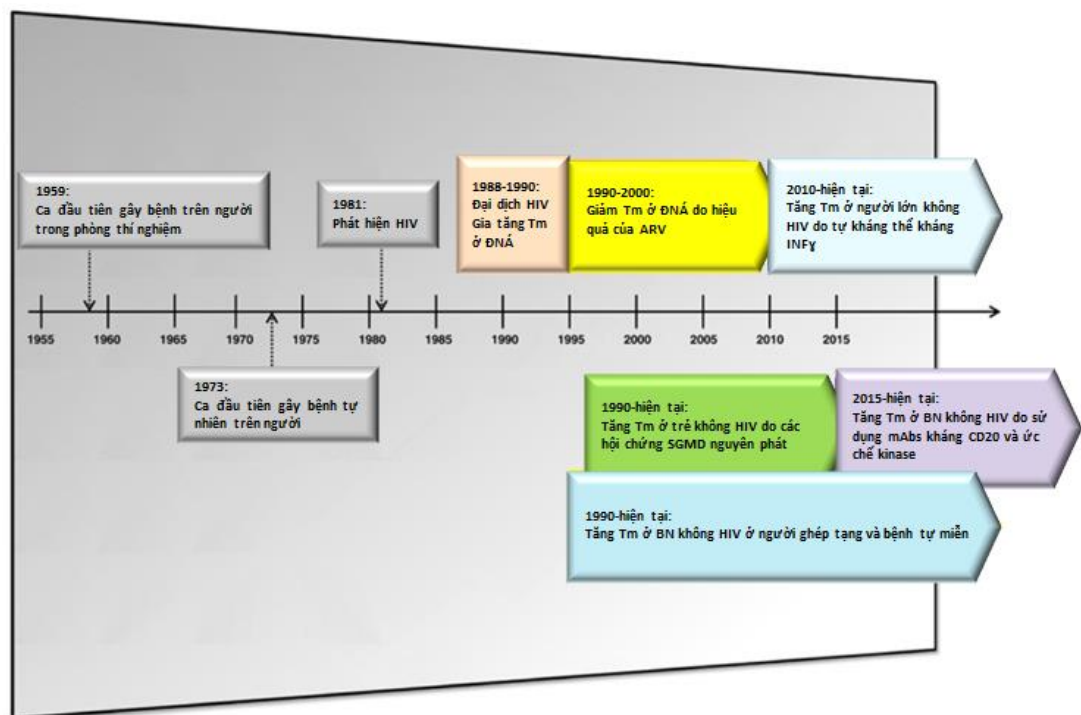 1959:
Ca đầu tiên gây bệnh trên người
trong phòng thí nghiệm
1981:
Phát hiện HIV
1988-1990:
Đại dịch HIV
Gia tăng Tm
ở ĐNÁ
1990-2000:
Giảm Tm ở ĐNÁ do hiệu
quả của ARV
2010-hiện tại:
Tăng Tm ở người lớn không
HIV do tự kháng thể kháng
INFɣ
1955 1960 1965 1970 1975 1980 1985 1990 1995 2000 2005 2010 2015
1973:
Ca đầu tiên gây bệnh tự
nhiên trên người
1990-hiện tại:
Tăng Tm ở trẻ không HIV do các
hội chứng SGMD nguyên phát
2015-hiện tại:
Tăng Tm ở BN không HIV do sử
dụng mAbs kháng CD20 và ức
chế kinase
1990-hiện tại:
Tăng Tm ở BN không HIV ở người ghép tạng và bệnh tự miễn